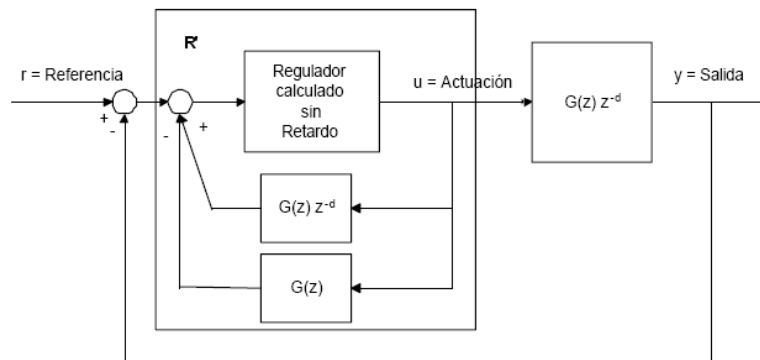 R'
r = Referencia
Regulador
calculado
sin
Retardo
u = Actuación
G(z) z⁻ᵈ
y = Salida
+
-
-
+
G(z) z⁻ᵈ
G(z)